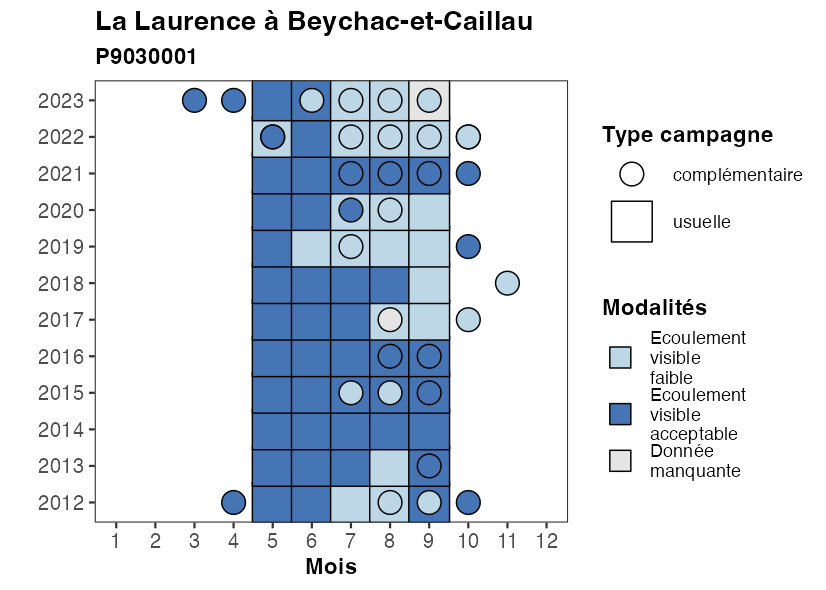 La Laurence à Beychac-et-Caillau
P9030001
2023
2022
2021
2020
2019
2018
2017
2016
2015
2014
2013
2012
1 2 3 4 5 6 7 8 9 10 11 12
Mois
Type campagne
complémentaire
usuelle
Modalités
Ecoulement
visible
faible
Ecoulement
visible
acceptable
Donnée
manquante